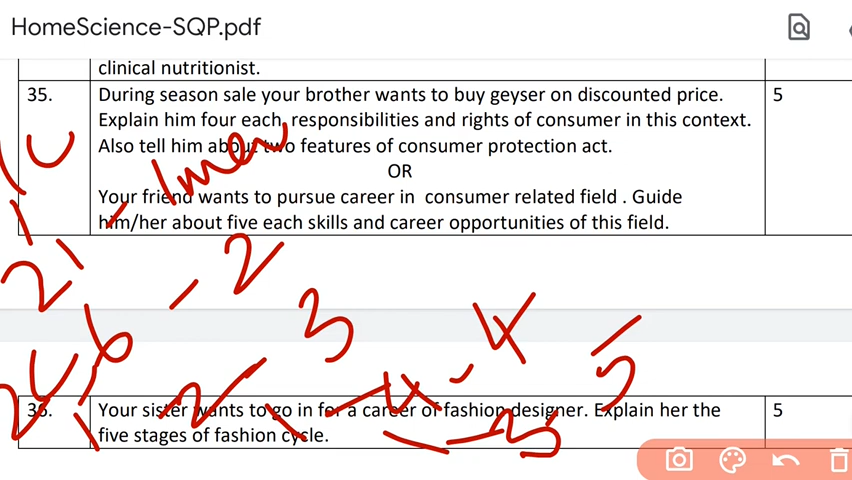 HomeScience-SQP.pdf
clinical nutritionist.
35. During season sale your brother wants to buy geyser on discounted price. 5
Explain him four each, responsibilities and rights of consumer in this context.
Also tell him about two features of consumer protection act.
OR
Your friend wants to pursue career in consumer related field . Guide
him/her about five each skills and career opportunities of this field.
36. Your sister wants to go in for a career of fashion designer. Explain her the 5
five stages of fashion cycle.